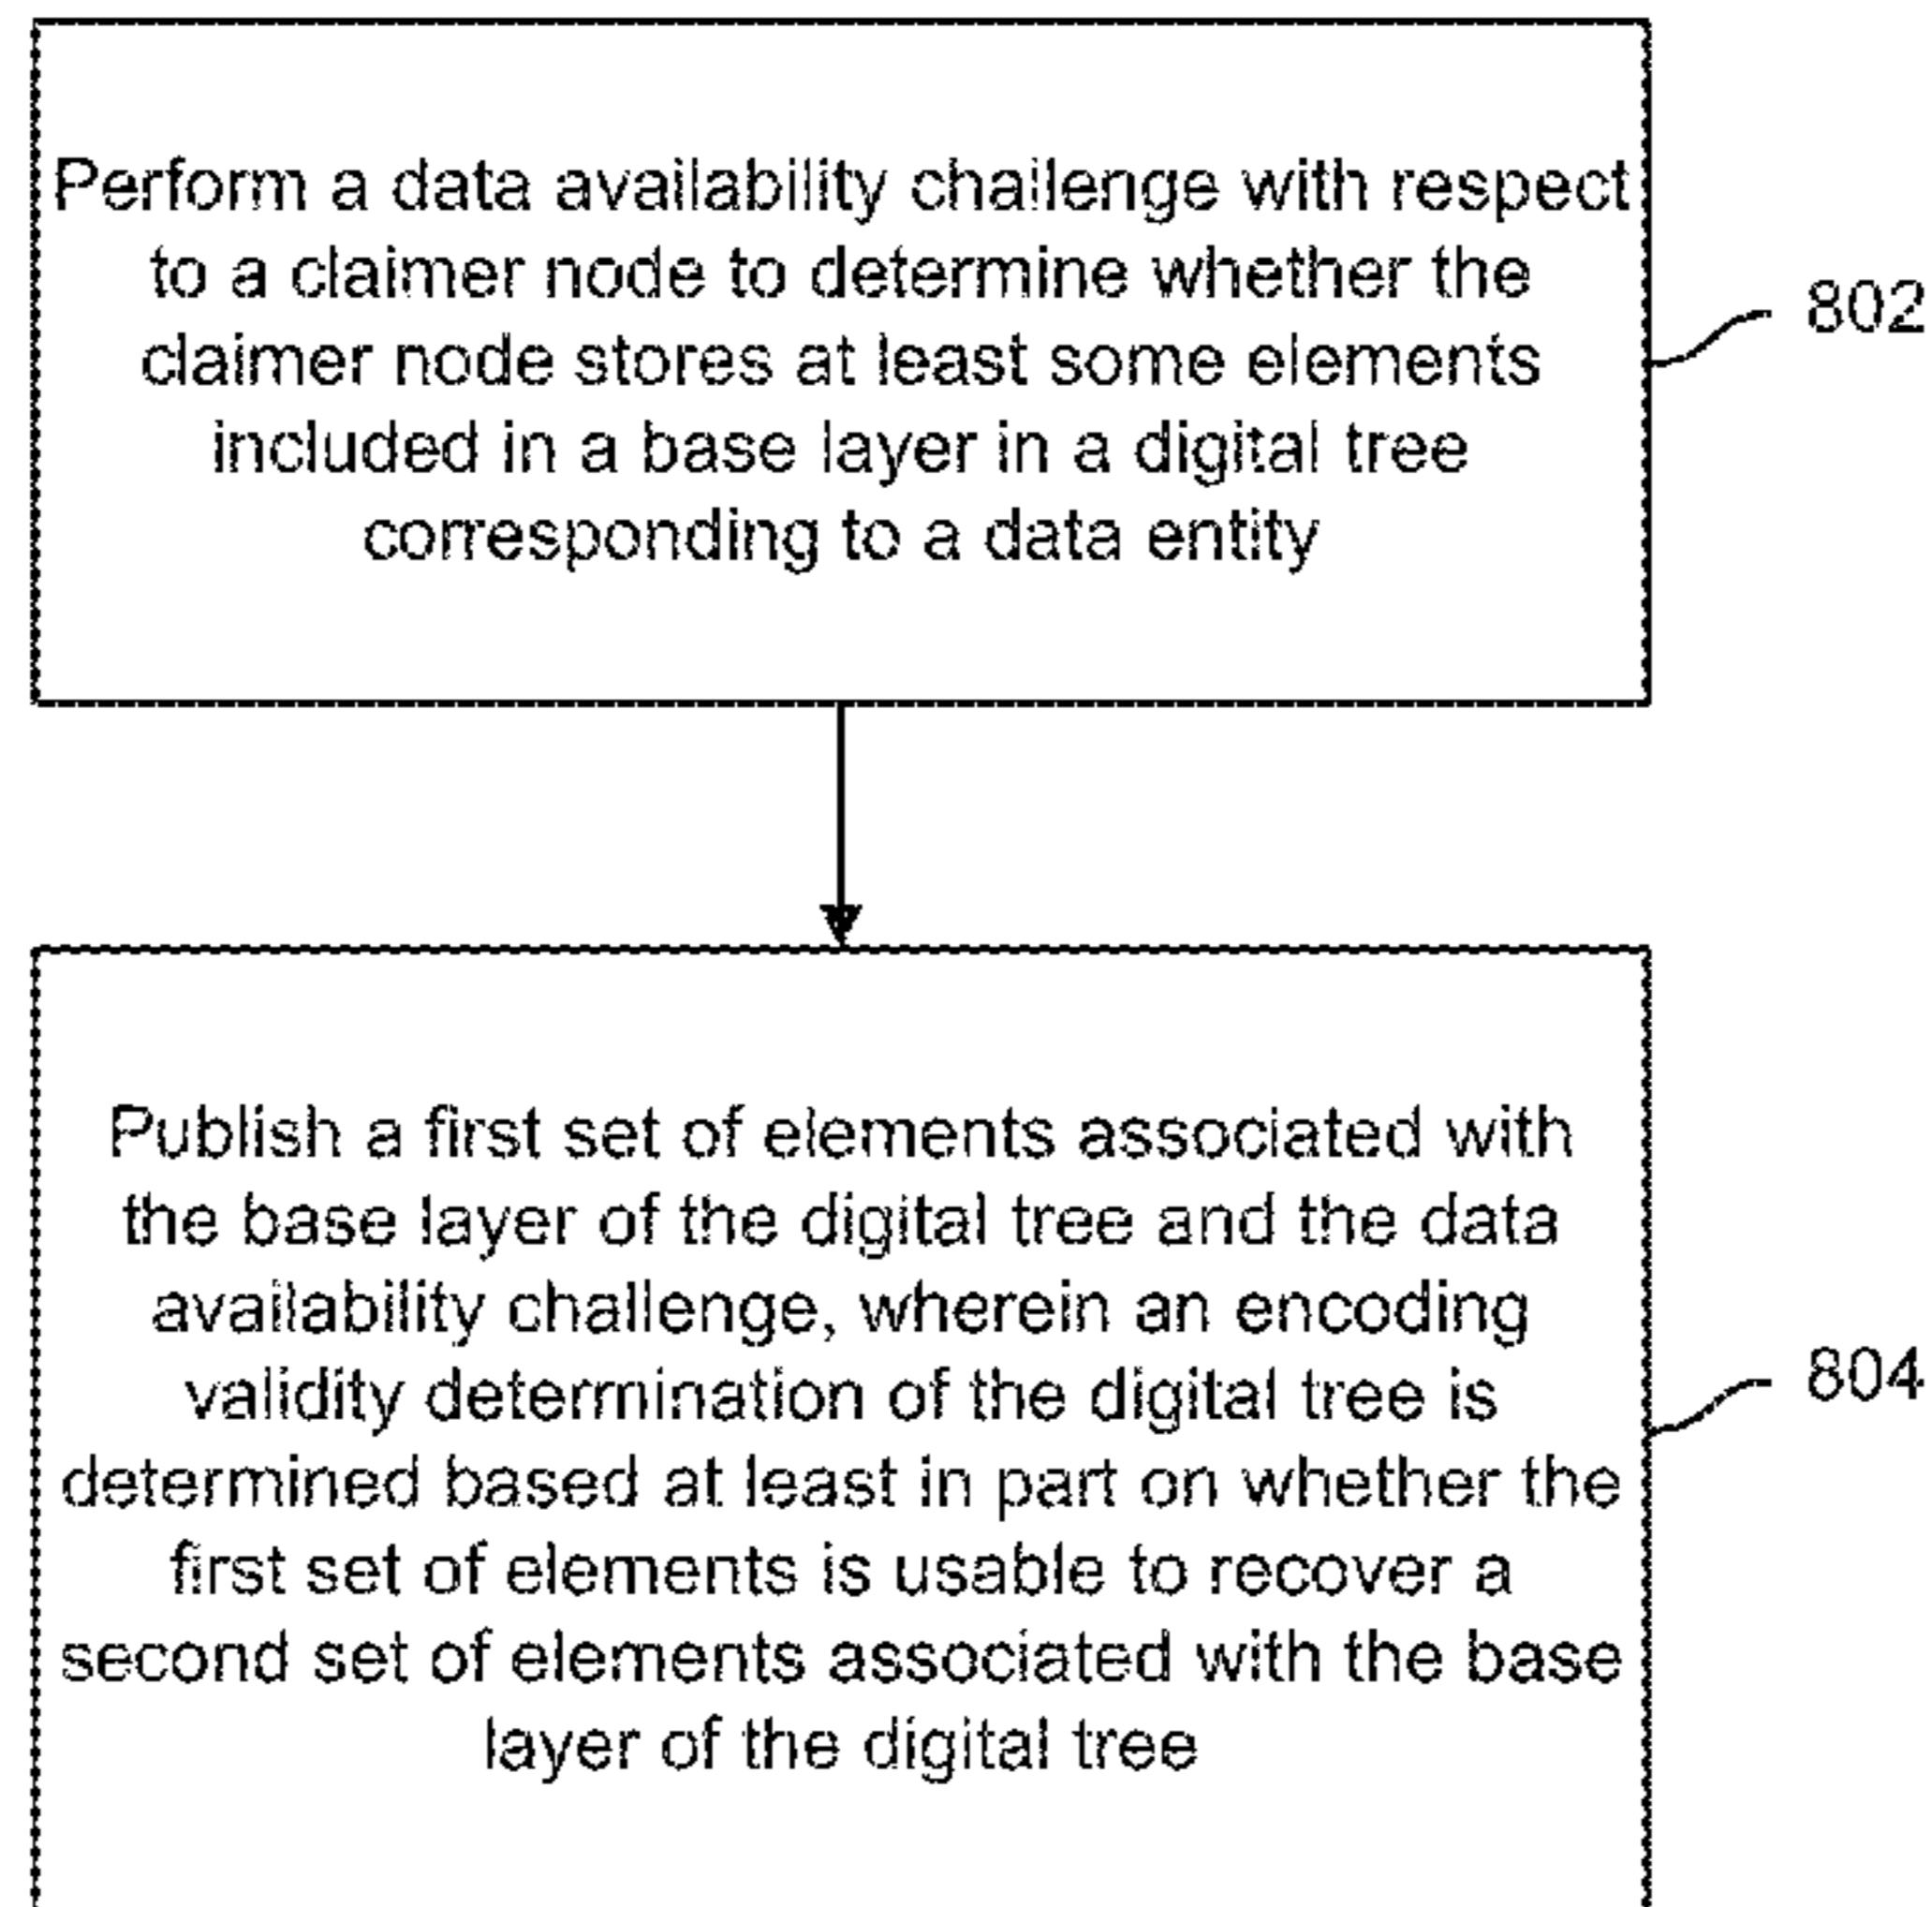 Perform a data availability challenge with respect
to a claimer node to determine whether the
claimer node stores at least some elements
included in a base layer in a digital tree
corresponding to a data entity
802
Publish a first set of elements associated with
the base layer of the digital tree and the data
availability challenge, wherein an encoding
validity determination of the digital tree is
determined based at least in part on whether the
first set of elements is usable to recover a
second set of elements associated with the base
layer of the digital tree
804